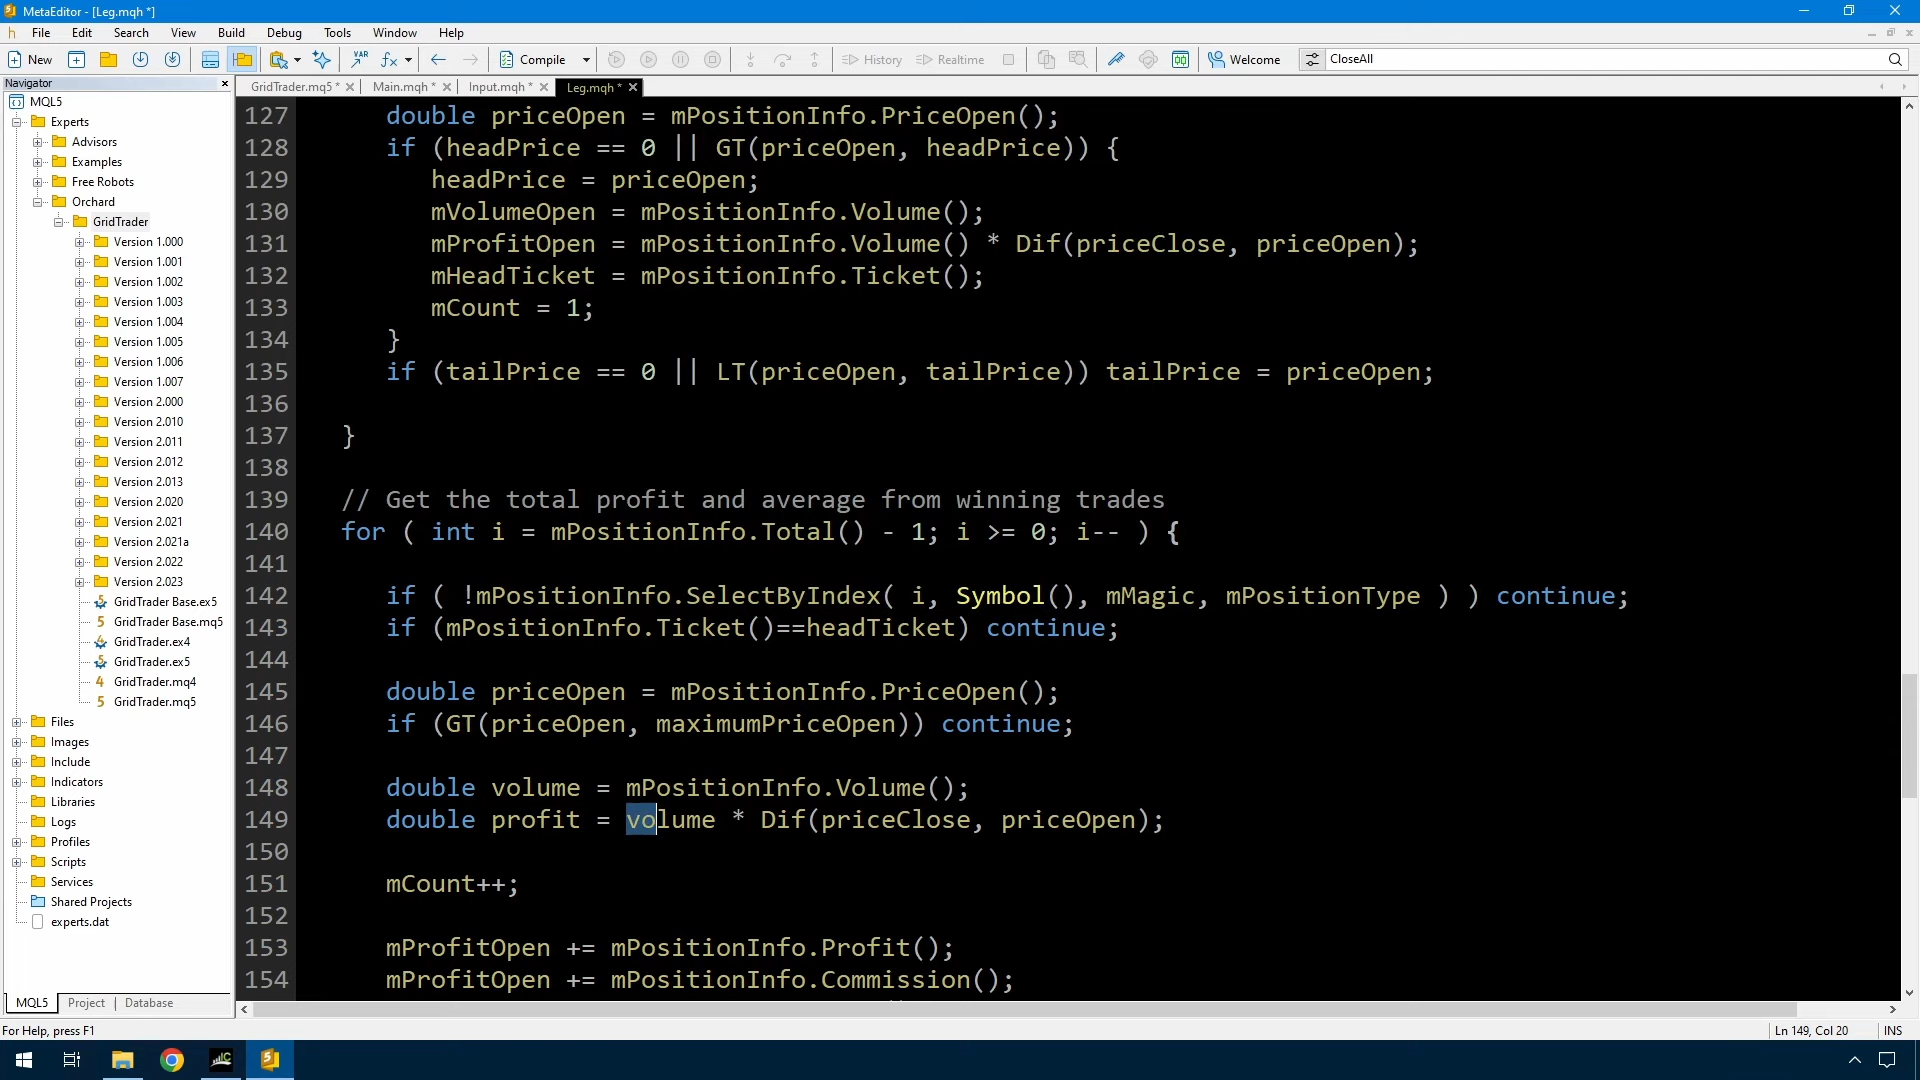 MetaEditor - [Leg.mqh *]
File Edit Search View Build Debug Tools Window Help
New VAR Compile History Realtime Welcome CloseAll
Navigator
GridTrader.mq5 * Main.mqh * Input.mqh * Leg.mqh *
MQL5
Experts
Advisors
Examples
Free Robots
Orchard
GridTrader
Version 1.000
Version 1.001
Version 1.002
Version 1.003
Version 1.004
Version 1.005
Version 1.006
Version 1.007
Version 2.000
Version 2.010
Version 2.011
Version 2.012
Version 2.013
Version 2.020
Version 2.021
Version 2.021a
Version 2.022
Version 2.023
GridTrader Base.ex5
GridTrader Base.mq5
GridTrader.ex4
GridTrader.ex5
GridTrader.mq4
GridTrader.mq5
Files
Images
Include
Indicators
Libraries
Logs
Profiles
Scripts
Services
Shared Projects
experts.dat
MQL5 Project Database
127 double priceOpen = mPositionInfo.PriceOpen();
128 if (headPrice == 0 || GT(priceOpen, headPrice)) {
129 headPrice = priceOpen;
130 mVolumeOpen = mPositionInfo.Volume();
131 mProfitOpen = mPositionInfo.Volume() * Dif(priceClose, priceOpen);
132 mHeadTicket = mPositionInfo.Ticket();
133 mCount = 1;
134 }
135 if (tailPrice == 0 || LT(priceOpen, tailPrice)) tailPrice = priceOpen;
136
137 }
138
139 // Get the total profit and average from winning trades
140 for ( int i = mPositionInfo.Total() - 1; i >= 0; i-- ) {
141
142 if ( !mPositionInfo.SelectByIndex( i, Symbol(), mMagic, mPositionType ) ) continue;
143 if (mPositionInfo.Ticket()==headTicket) continue;
144
145 double priceOpen = mPositionInfo.PriceOpen();
146 if (GT(priceOpen, maximumPriceOpen)) continue;
147
148 double volume = mPositionInfo.Volume();
149 double profit = volume * Dif(priceClose, priceOpen);
150
151 mCount++;
152
153 mProfitOpen += mPositionInfo.Profit();
154 mProfitOpen += mPositionInfo.Commission();
For Help, press F1
Ln 149, Col 20 INS